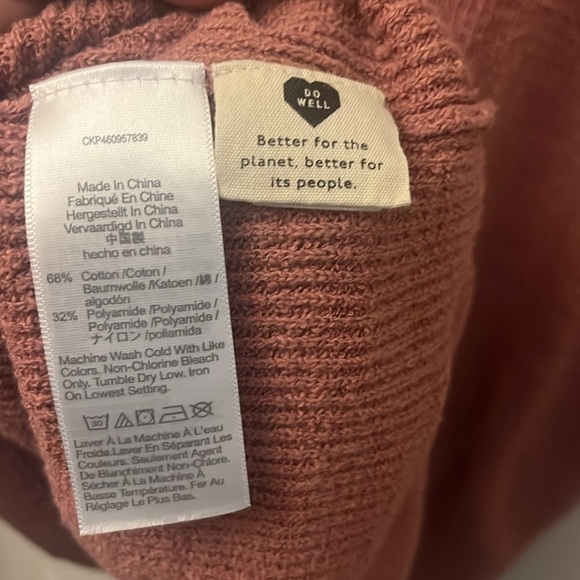 CKP460957839
Made In China
Fabriqué En Chine
Hergestellt In China
Vervaardigd In China
中国製
hecho en china
68% Cotton /Coton /
Baumwolle /Katoen /綿 /
algodón
32% Polyamide /Polyamide /
Polyamide /Polyamide /
ナイロン /poliamida
Machine Wash Cold With Like
Colors. Non-Chlorine Bleach
Only. Tumble Dry Low. Iron
On Lowest Setting.
30
Laver À La Machine À L'eau
Froide.Laver En Séparant Les
Couleurs. Seulement Agent
De Blanchiment Non-Chlore.
Sécher À La Machine À
Basse Température. Fer Au
Réglage Le Plus Bas.
DO
WELL
Better for the
planet, better for
its people.